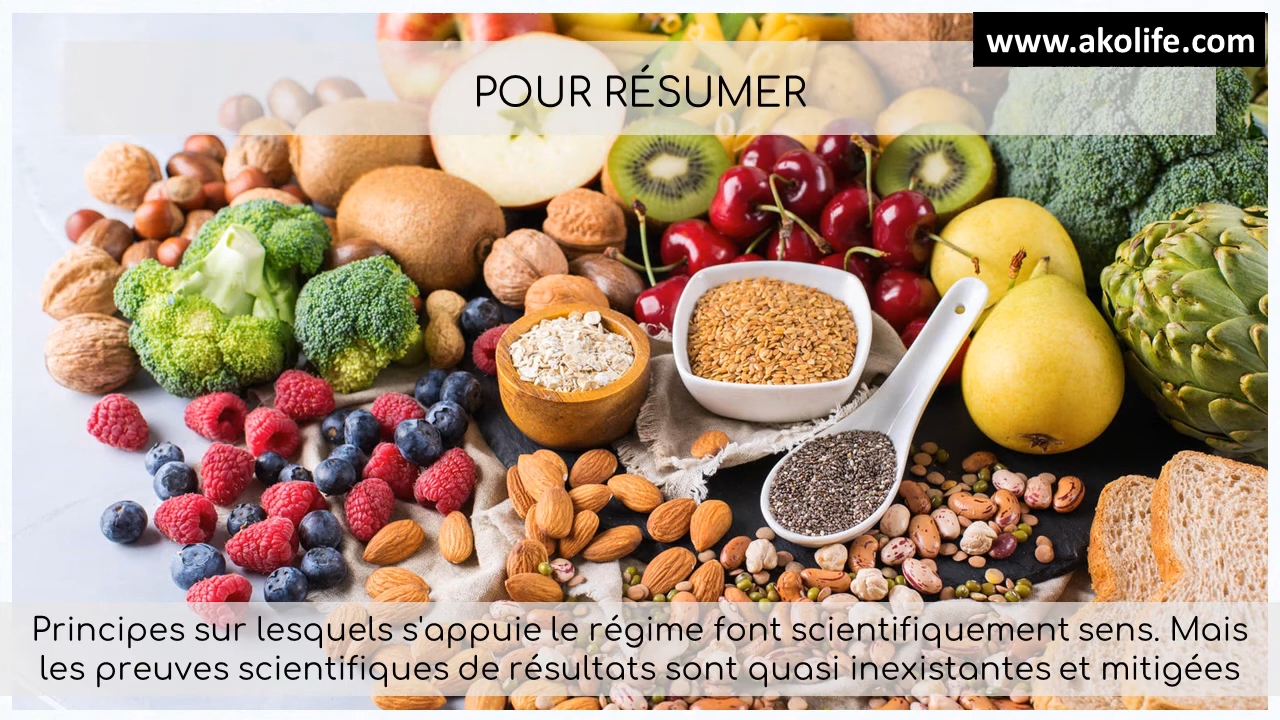 www.akolife.com
POUR RÉSUMER
Principes sur lesquels s'appuie le régime font scientifiquement sens. Mais
les preuves scientifiques de résultats sont quasi inexistantes et mitigées